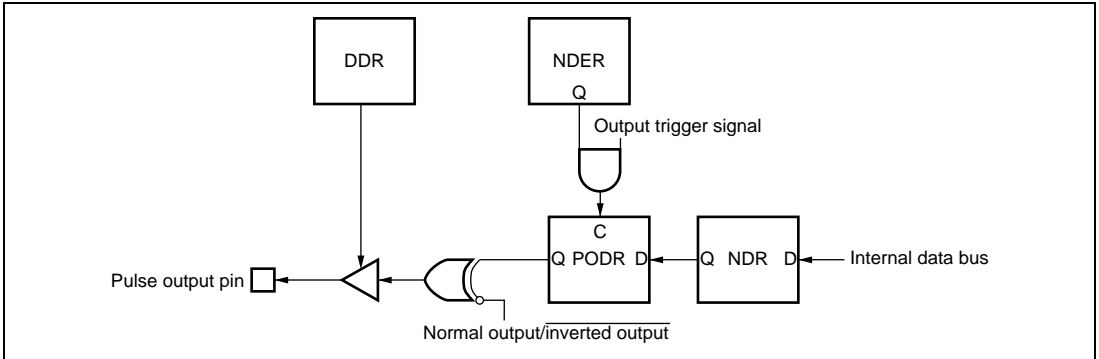 DDR
NDER
Q
Output trigger signal
C
Q PODR D
Q NDR D
Internal data bus
Pulse output pin
Normal output/inverted output